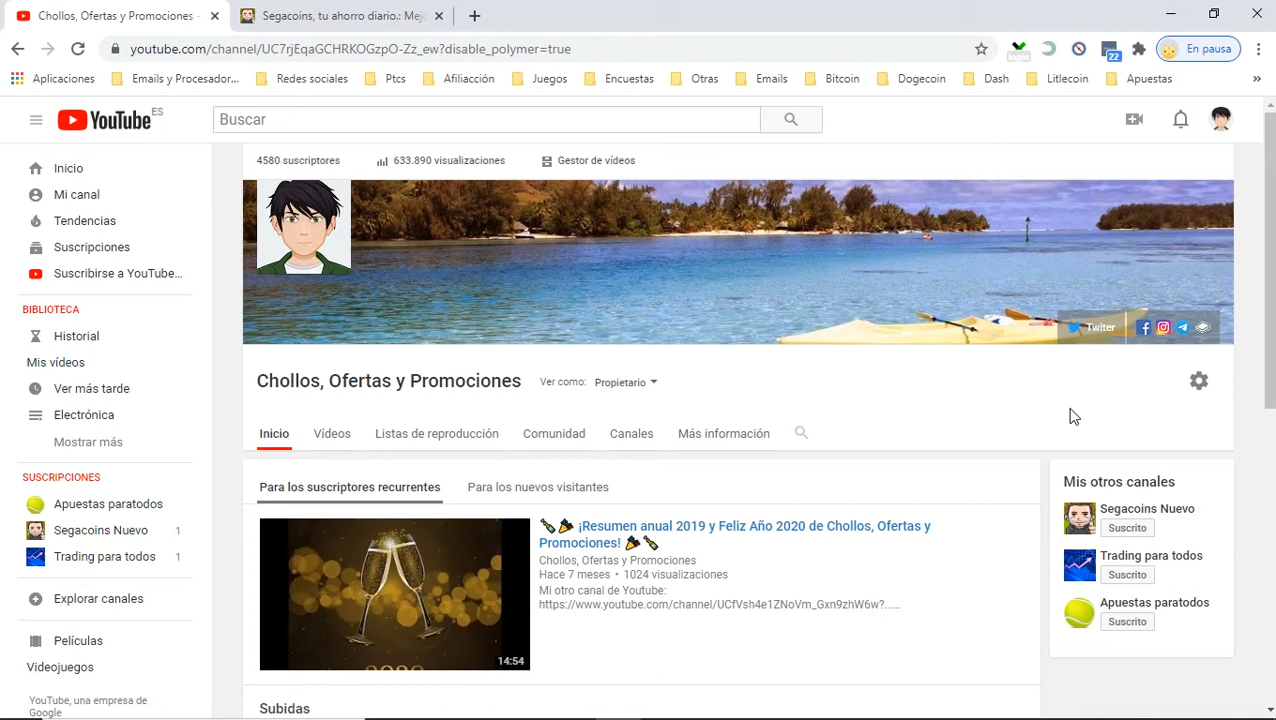 Chollos, Ofertas y Promociones -
Segacoins, tu ahorro diario.: Mejo
youtube.com/channel/UC7rjEqaGCHRKOGzpO-Zz_ew?disable_polymer=true
22
En pausa
Aplicaciones
Emails y Procesador...
Redes sociales
Ptcs
Afiliacción
Juegos
Encuestas
Otras
Emails
Bitcoin
Dogecoin
Dash
Litlecoin
Apuestas
»
YouTube ES
Buscar
Inicio
Mi canal
Tendencias
Suscripciones
Suscribirse a YouTube...
BIBLIOTECA
Historial
Mis vídeos
Ver más tarde
Electrónica
Mostrar más
SUSCRIPCIONES
Apuestas paratodos
Segacoins Nuevo 1
Trading para todos 1
Explorar canales
Películas
Videojuegos
YouTube, una empresa de
Google
4580 suscriptores
633.890 visualizaciones
Gestor de vídeos
Twiter
Chollos, Ofertas y Promociones
Ver como: Propietario
Inicio
Vídeos
Listas de reproducción
Comunidad
Canales
Más información
Para los suscriptores recurrentes
Para los nuevos visitantes
2020
14:54
🍾🎉 ¡Resumen anual 2019 y Feliz Año 2020 de Chollos, Ofertas y
Promociones! 🎉🍾
Chollos, Ofertas y Promociones
Hace 7 meses • 1024 visualizaciones
Mi otro canal de Youtube:
https://www.youtube.com/channel/UCfVsh4e1ZNoVm_Gxn9zhW6w?......
Subidas
Mis otros canales
Segacoins Nuevo
Suscrito
Trading para todos
Suscrito
Apuestas paratodos
Suscrito